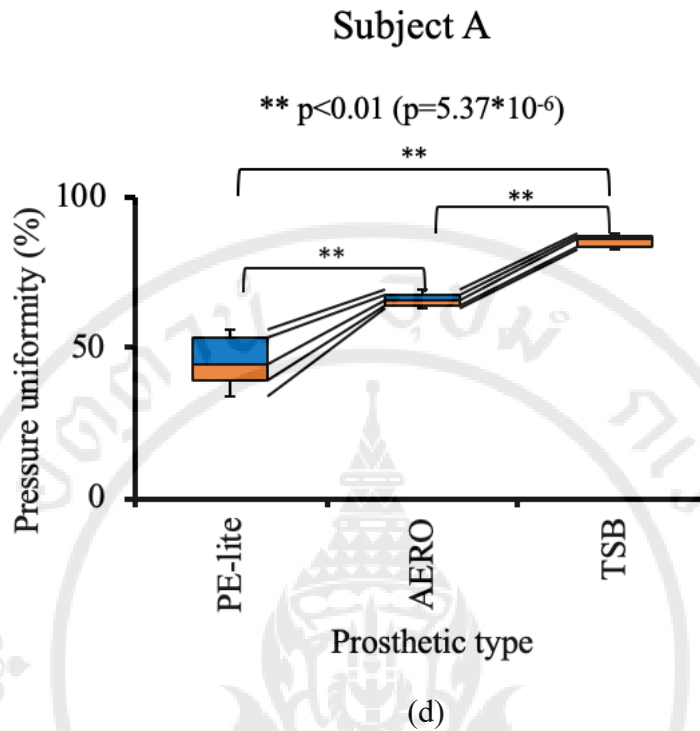 Subject A
** p<0.01 (p=5.37*10⁻⁶)
**
**
**
100
50
0
Pressure uniformity (%)
PE-lite
AERO
TSB
Prosthetic type
(d)